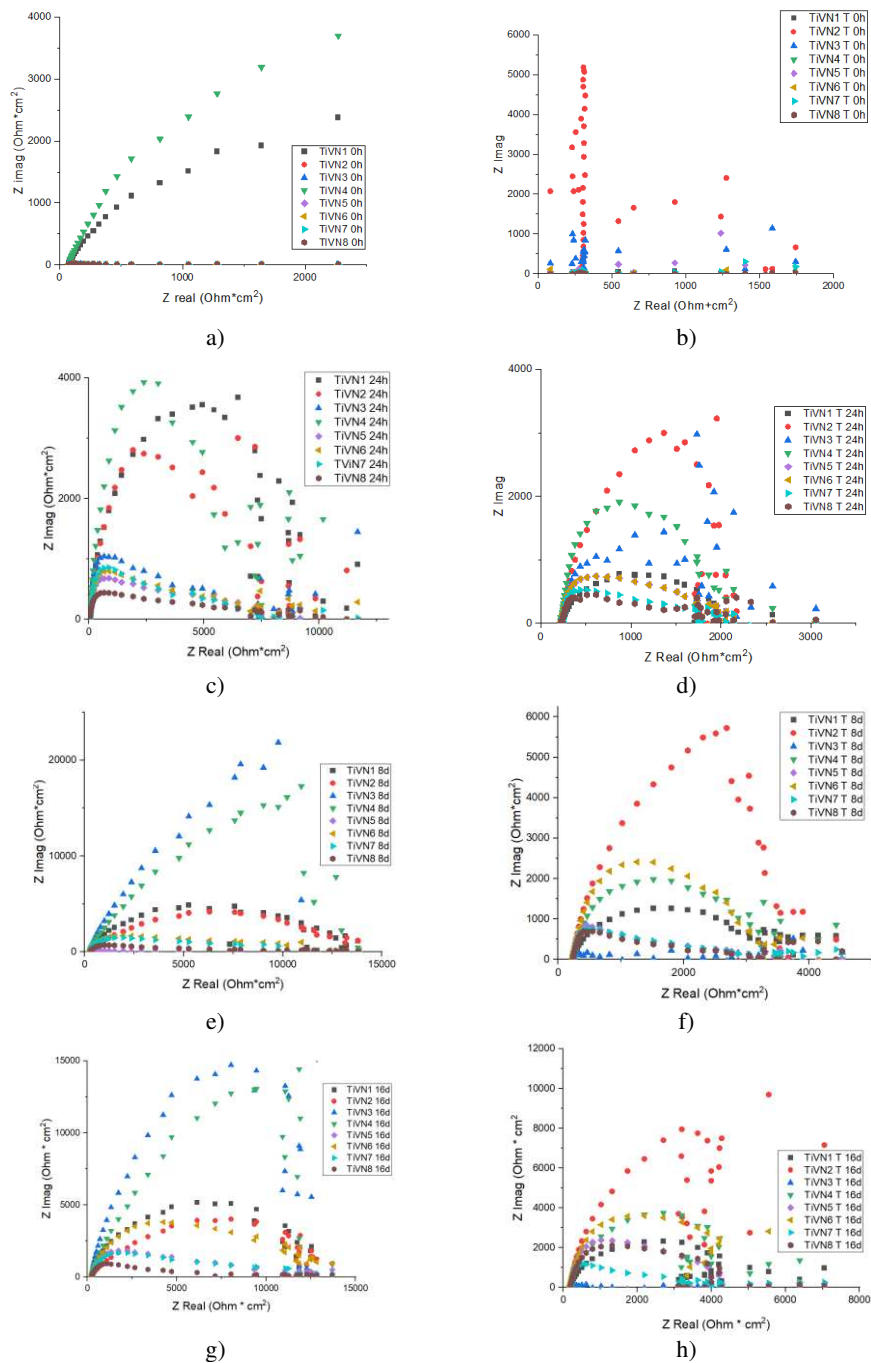 4000
3000
2000
1000
0
Z imag (Ohm*cm²)
TiVN1 0h
TiVN2 0h
TiVN3 0h
TiVN4 0h
TiVN5 0h
TiVN6 0h
TiVN7 0h
TiVN8 0h
0 1000 2000
Z real (Ohm*cm²)
a)
TiVN1 T 0h
TiVN2 T 0h
TiVN3 T 0h
TiVN4 T 0h
TiVN5 T 0h
TiVN6 T 0h
TiVN7 T 0h
TiVN8 T 0h
6000
5000
4000
3000
2000
1000
0
Z Imag
0 500 1000 1500 2000
Z Real (Ohm+cm²)
b)
4000
2000
0
Z Imag (Ohm*cm²)
TiVN1 24h
TiVN2 24h
TiVN3 24h
TiVN4 24h
TiVN5 24h
TiVN6 24h
TiVN7 24h
TiVN8 24h
0 5000 10000
Z Real (Ohm*cm²)
c)
4000
2000
0
Z Imag
TiVN1 T 24h
TiVN2 T 24h
TiVN3 T 24h
TiVN4 T 24h
TiVN5 T 24h
TiVN6 T 24h
TiVN7 T 24h
TiVN8 T 24h
0 1000 2000 3000
Z Real (Ohm*cm²)
d)
20000
10000
0
Z Imag (Ohm*cm²)
TiVN1 8d
TiVN2 8d
TiVN3 8d
TiVN4 8d
TiVN5 8d
TiVN6 8d
TiVN7 8d
TiVN8 8d
0 5000 10000 15000
Z Real (Ohm*cm²)
e)
6000
5000
4000
3000
2000
1000
0
Z Imag (Ohm*cm²)
TiVN1 T 8d
TiVN2 T 8d
TiVN3 T 8d
TiVN4 T 8d
TiVN5 T 8d
TiVN6 T 8d
TiVN7 T 8d
TiVN8 T 8d
0 2000 4000
Z Real (Ohm*cm²)
f)
15000
10000
5000
0
Z Imag (Ohm * cm²)
TiVN1 16d
TiVN2 16d
TiVN3 16d
TiVN4 16d
TiVN5 16d
TiVN6 16d
TiVN7 16d
TiVN8 16d
0 5000 10000 15000
Z Real (Ohm * cm²)
g)
12000
10000
8000
6000
4000
2000
0
Z Imag (Ohm * cm²)
TiVN1 T 16d
TiVN2 T 16d
TiVN3 T 16d
TiVN4 T 16d
TiVN5 T 16d
TiVN6 T 16d
TiVN7 T 16d
TiVN8 T 16d
0 2000 4000 6000 8000
Z Real (Ohm * cm²)
h)